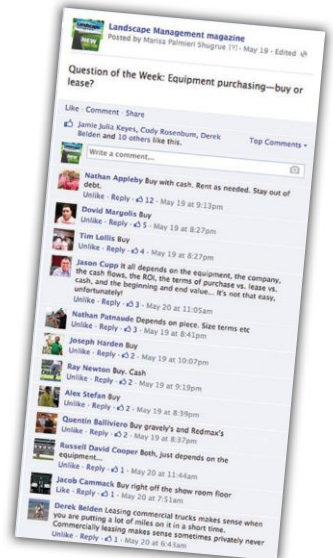 Landscape Management magazine
Posted by Marisa Palmieri Shugrue [?] · May 19 · Edited
Question of the Week: Equipment purchasing—buy or
lease?
Like · Comment · Share
Jamie Julia Keyes, Cody Rosenbum, Derek
Belden and 10 others like this.
Top Comments
Write a comment...
Nathan Appleby Buy with cash. Rent as needed. Stay out of
debt.
Unlike · Reply · 12 · May 19 at 9:13pm
Dovid Margolis Buy
Unlike · Reply · 5 · May 19 at 8:27pm
Tim Lollis Buy
Unlike · Reply · 4 · May 19 at 8:27pm
Jason Cupp It all depends on the equipment, the company,
the cash flows, the ROI, the terms of purchase vs. lease vs.
cash, and the beginning and end value... It's not that easy,
unfortunately!
Unlike · Reply · 3 · May 20 at 11:05am
Nathan Patnaude Depends on piece. Size terms etc
Unlike · Reply · 3 · May 19 at 8:41pm
Joseph Harden Buy
Unlike · Reply · 2 · May 19 at 10:07pm
Ray Newton Buy. Cash
Unlike · Reply · 2 · May 19 at 9:19pm
Alex Stefan Buy
Unlike · Reply · 2 · May 19 at 8:39pm
Quentin Balliviero Buy gravely's and Redmax's
Unlike · Reply · 2 · May 19 at 8:37pm
Russell David Cooper Both, just depends on the
equipment...
Unlike · Reply · 1 · May 20 at 11:44am
Jacob Cammack Buy right off the show room floor
Like · Reply · 1 · May 20 at 7:51am
Derek Belden Leasing commercial trucks makes sense when
you are putting a lot of miles on it in a short time.
Commercially leasing makes sense sometimes privately never
Unlike · Reply · 1 · May 20 at 6:43am